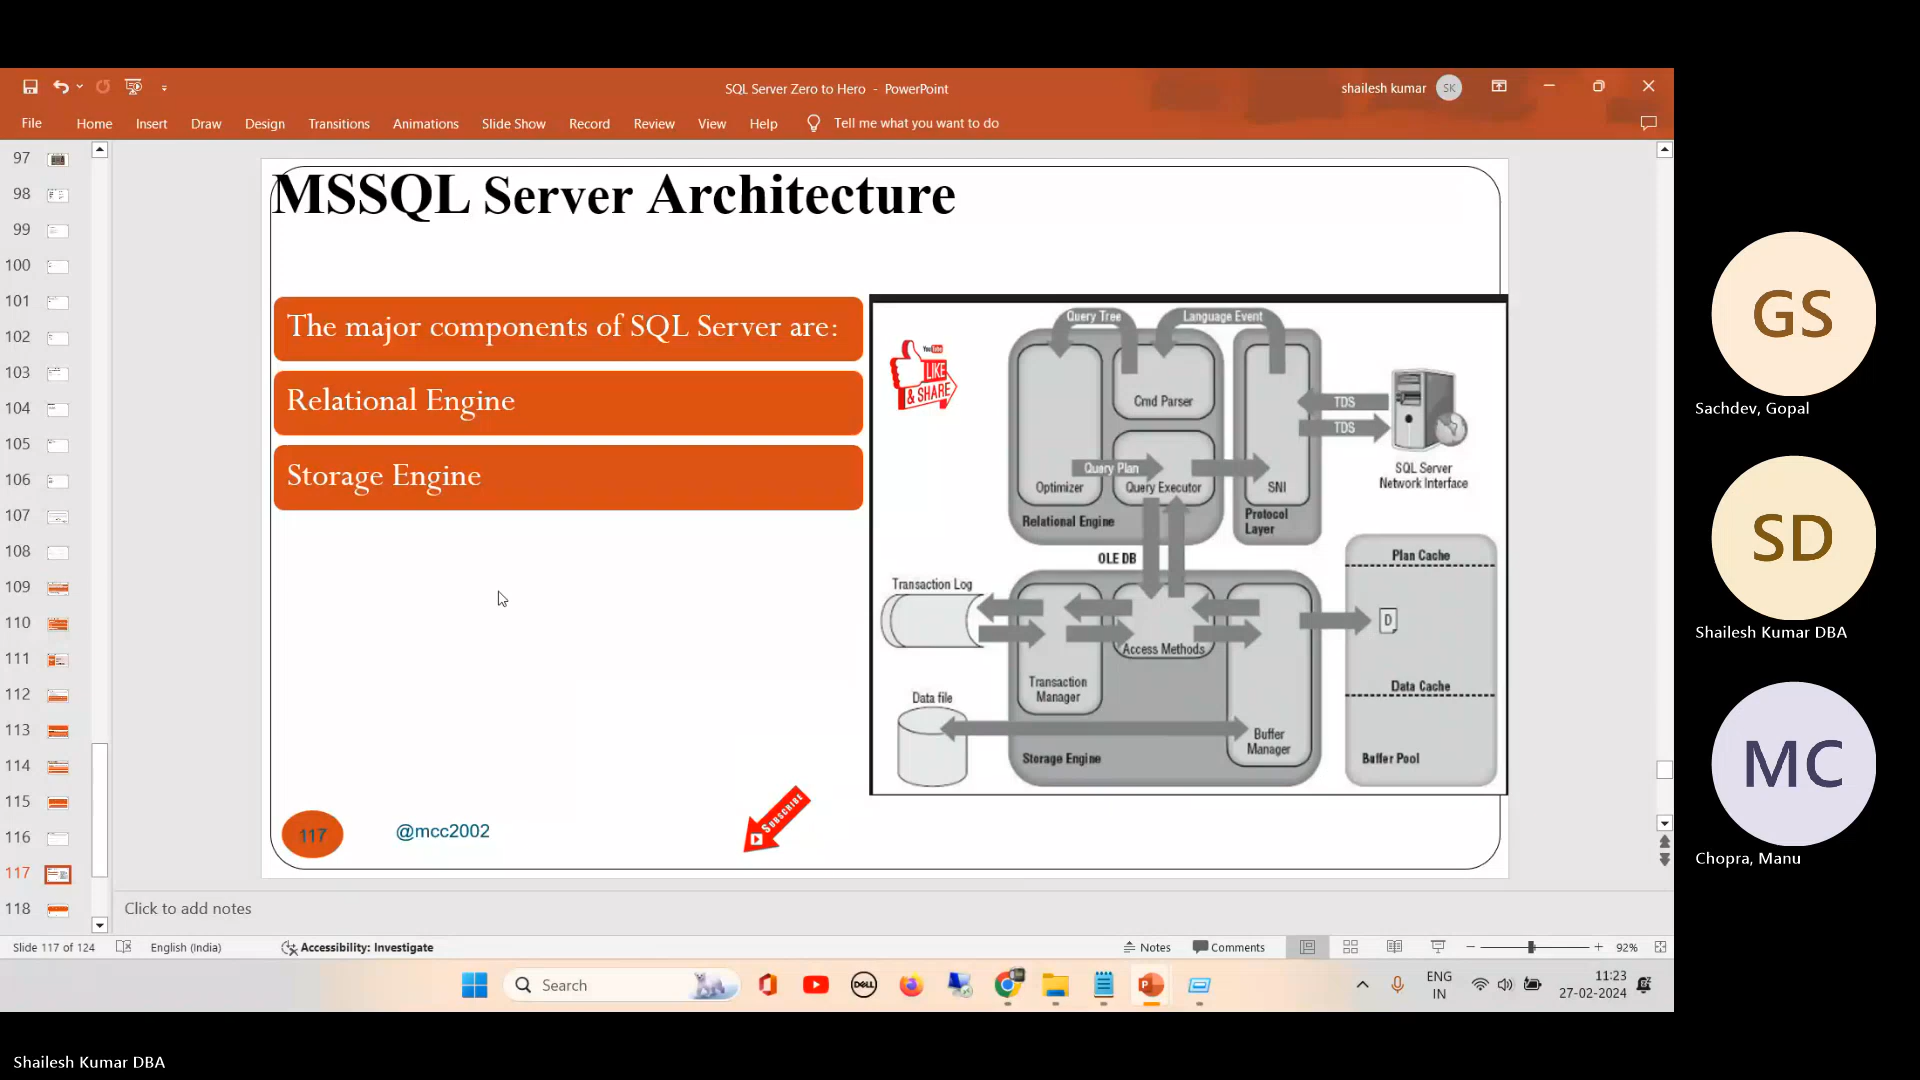 SQL Server Zero to Hero - PowerPoint
shailesh kumar
SK
File
Home
Insert
Draw
Design
Transitions
Animations
Slide Show
Record
Review
View
Help
Tell me what you want to do
97
98
99
100
101
102
103
104
105
106
107
108
109
110
111
112
113
114
115
116
117
118
MSSQL Server Architecture
The major components of SQL Server are:
Relational Engine
Storage Engine
YouTube
LIKE
& SHARE
Query Tree
Language Event
Cmd Parser
TDS
TDS
Query Plan
Optimizer
Query Executor
SNI
Relational Engine
Protocol
Layer
SQL Server
Network Interface
OLE DB
Plan Cache
Transaction Log
D
Access Methods
Transaction
Manager
Data Cache
Data file
Buffer
Manager
Storage Engine
Buffer Pool
SUBSCRIBE
117
@mcc2002
Click to add notes
Slide 117 of 124
English (India)
Accessibility: Investigate
Notes
Comments
92%
Search
DELL
ENG
IN
11:23
27-02-2024
GS
Sachdev, Gopal
SD
Shailesh Kumar DBA
MC
Chopra, Manu
Shailesh Kumar DBA